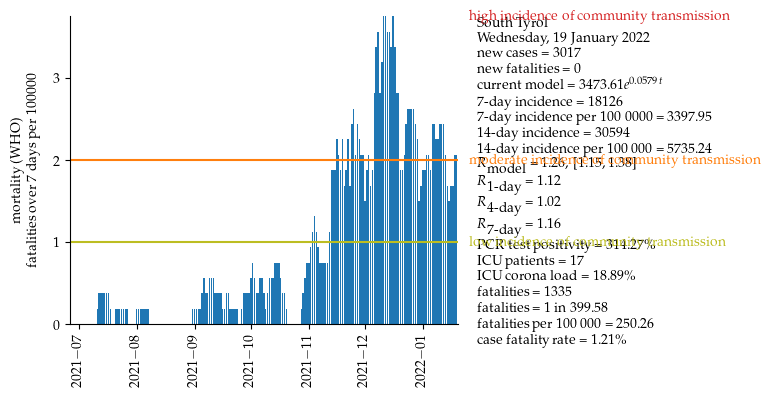 high incidence of community transmission
South Tyrol
Wednesday, 19 January 2022
new cases = 3017
new fatalities = 0
current model = 3473.61e^0.0579 t
7-day incidence = 18126
7-day incidence per 100 0000 = 3397.95
14-day incidence = 30594
14-day incidence per 100 000 = 5735.24
moderate incidence of community transmission
R model = 1.26, [1.15, 1.38]
R 1-day = 1.12
R 4-day = 1.02
R 7-day = 1.16
low incidence of community transmission
PCR test positivity = 314.27%
ICU patients = 17
ICU corona load = 18.89%
fatalities = 1335
fatalities = 1 in 399.58
fatalities per 100 000 = 250.26
case fatality rate = 1.21%
mortality (WHO)
fatalities over 7 days per 100000
3
2
1
0
2021−07
2021−08
2021−09
2021−10
2021−11
2021−12
2022−01